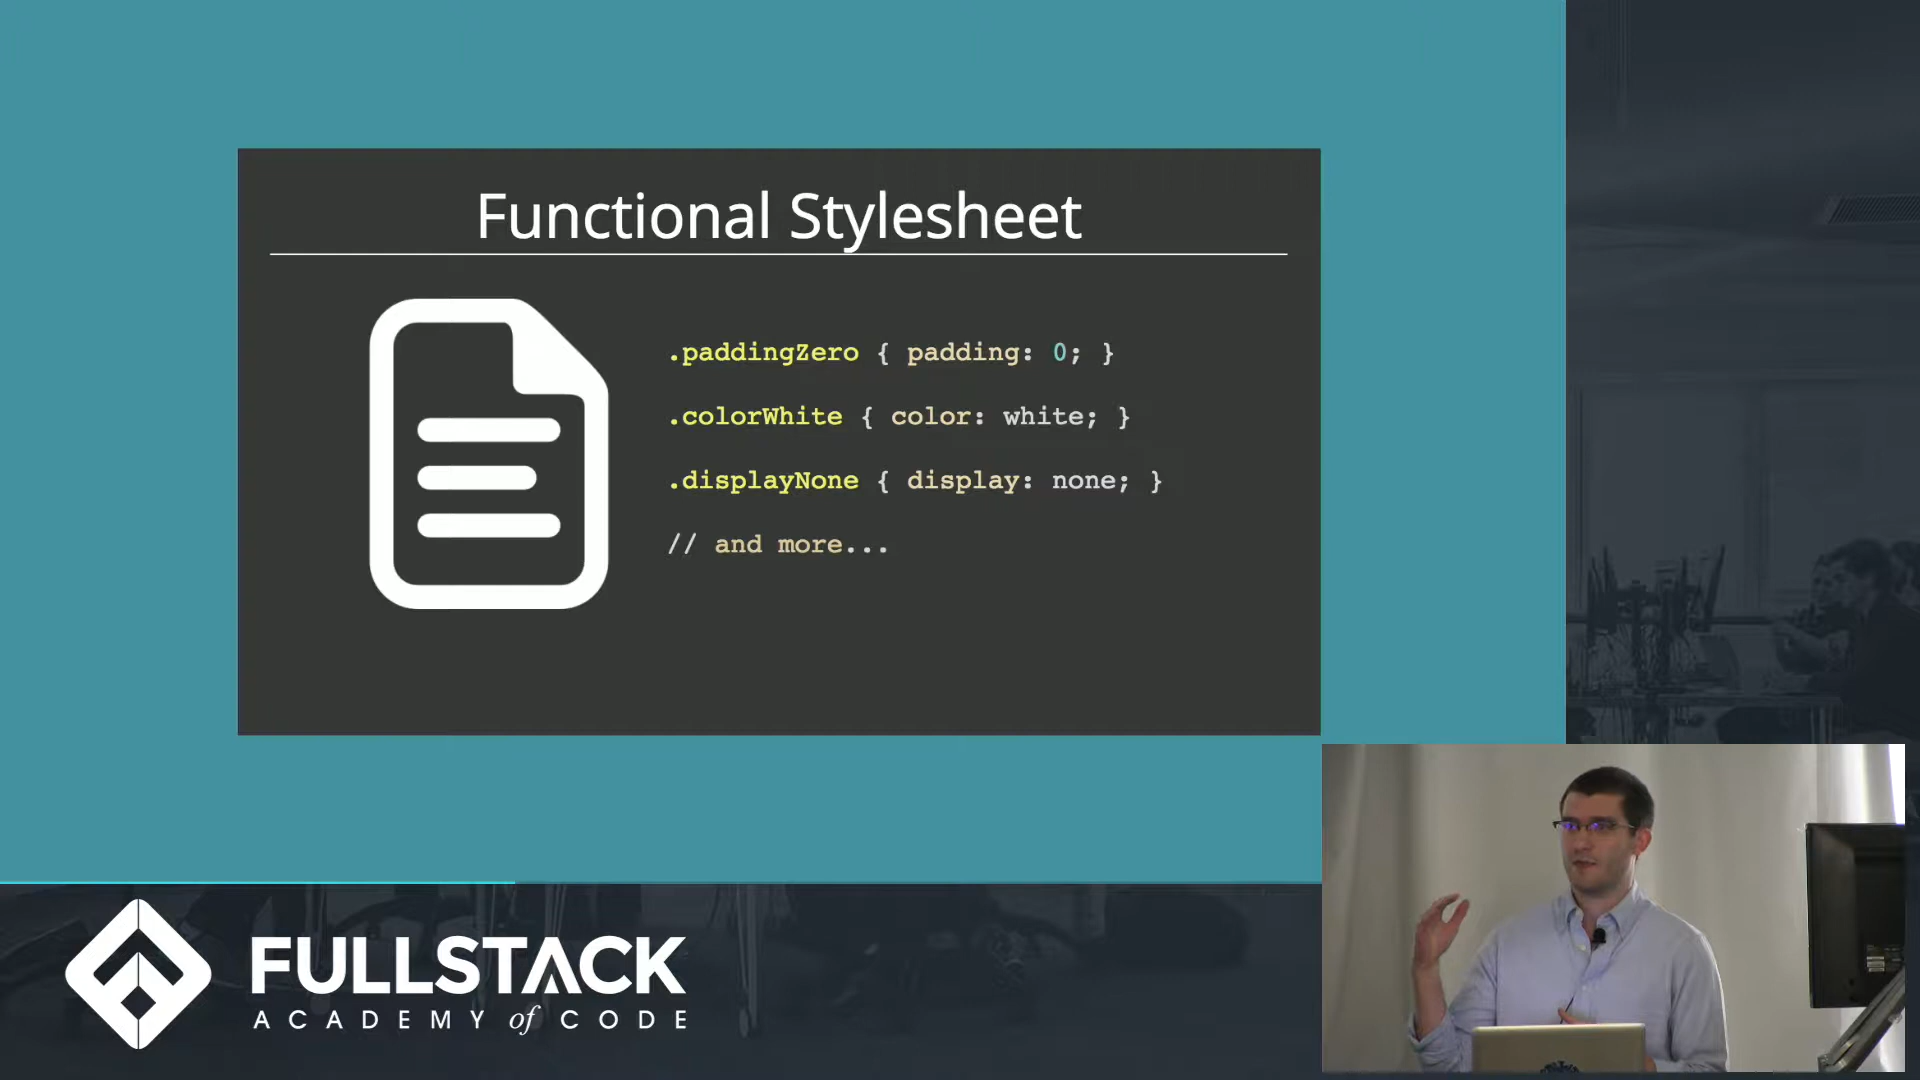 Functional Stylesheet
.paddingZero { padding: 0; }
.colorWhite { color: white; }
.displayNone { display: none; }
// and more...
FULLSTACK
ACADEMY of CODE